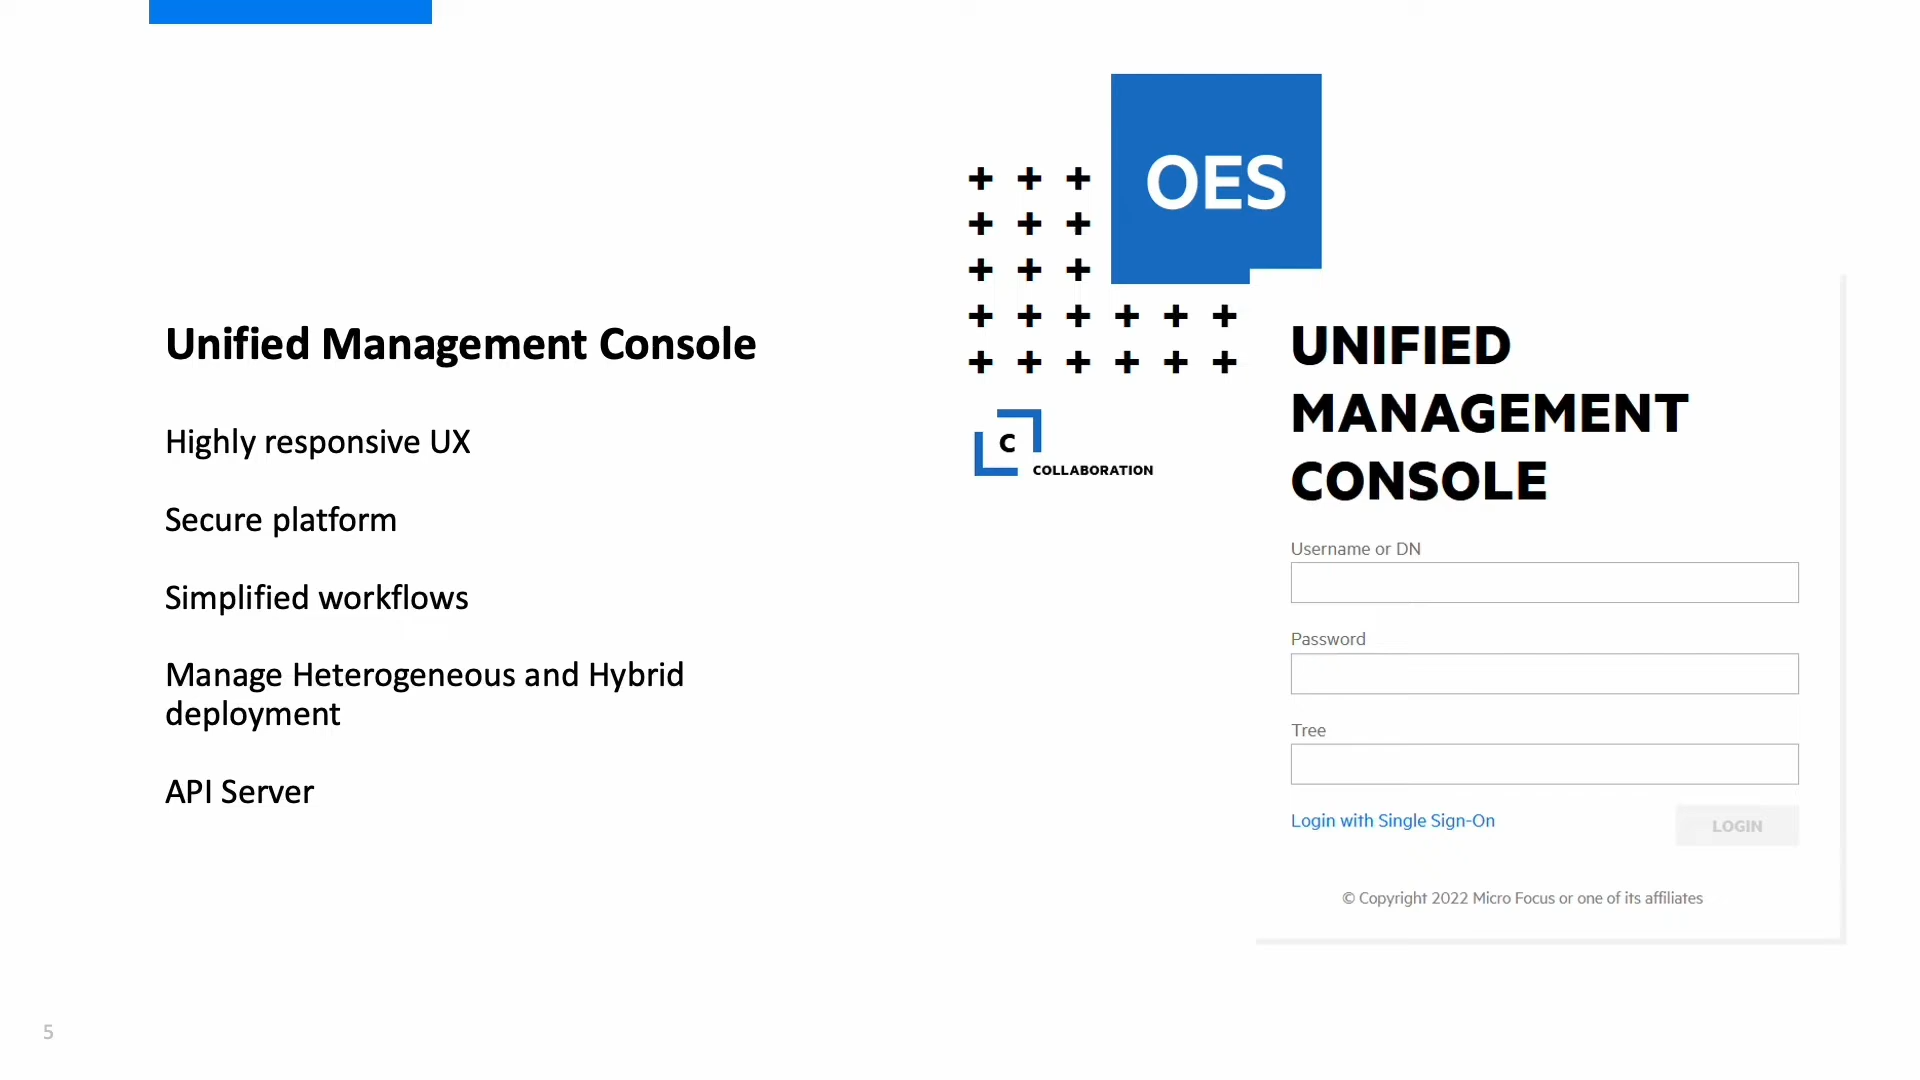 Unified Management Console
Highly responsive UX
Secure platform
Simplified workflows
Manage Heterogeneous and Hybrid
deployment
API Server
5
OES
C
COLLABORATION
UNIFIED
MANAGEMENT
CONSOLE
Username or DN
Password
Tree
Login with Single Sign-On
LOGIN
© Copyright 2022 Micro Focus or one of its affiliates